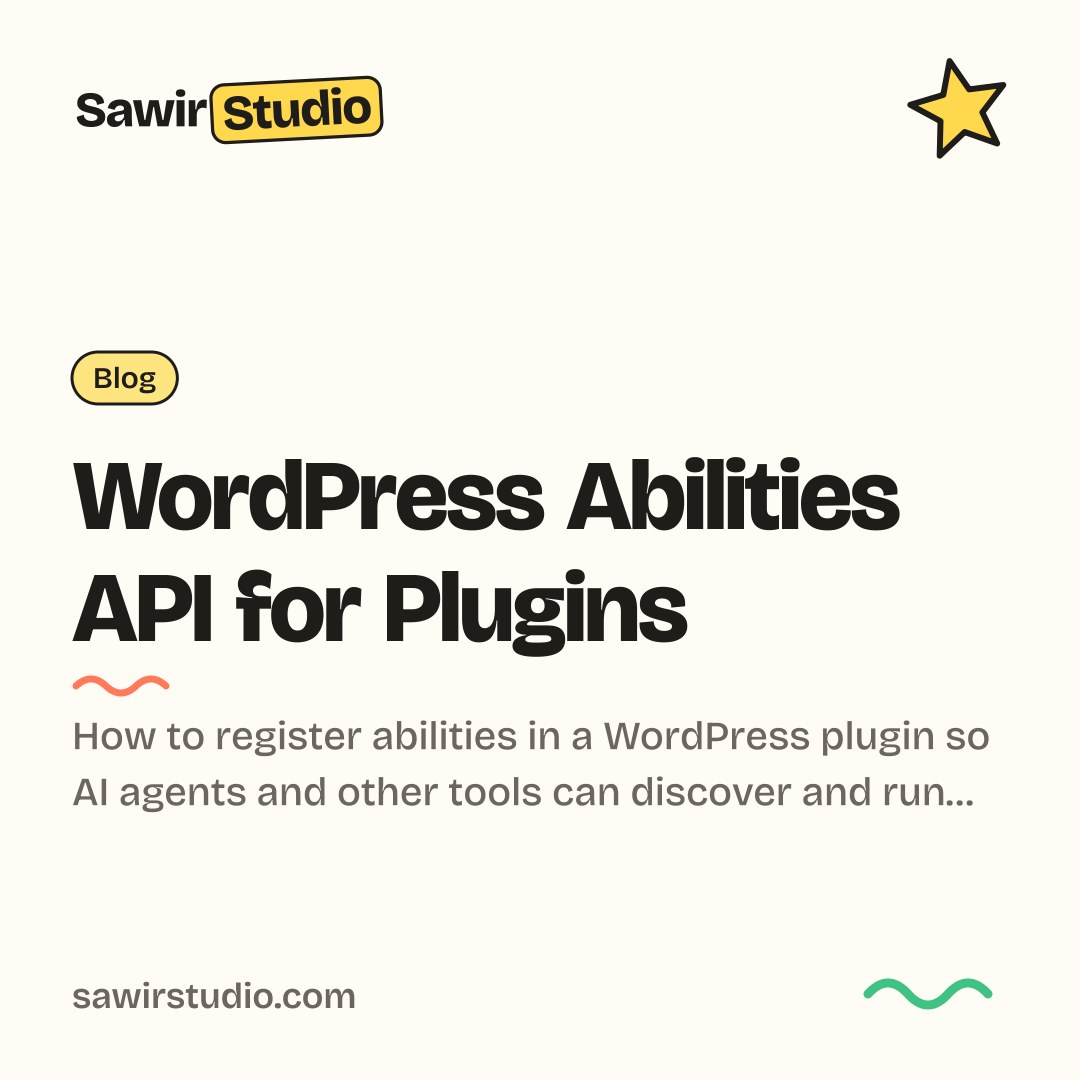 Sawir Studio
Blog
WordPress Abilities
API for Plugins
How to register abilities in a WordPress plugin so
AI agents and other tools can discover and run...
sawirstudio.com